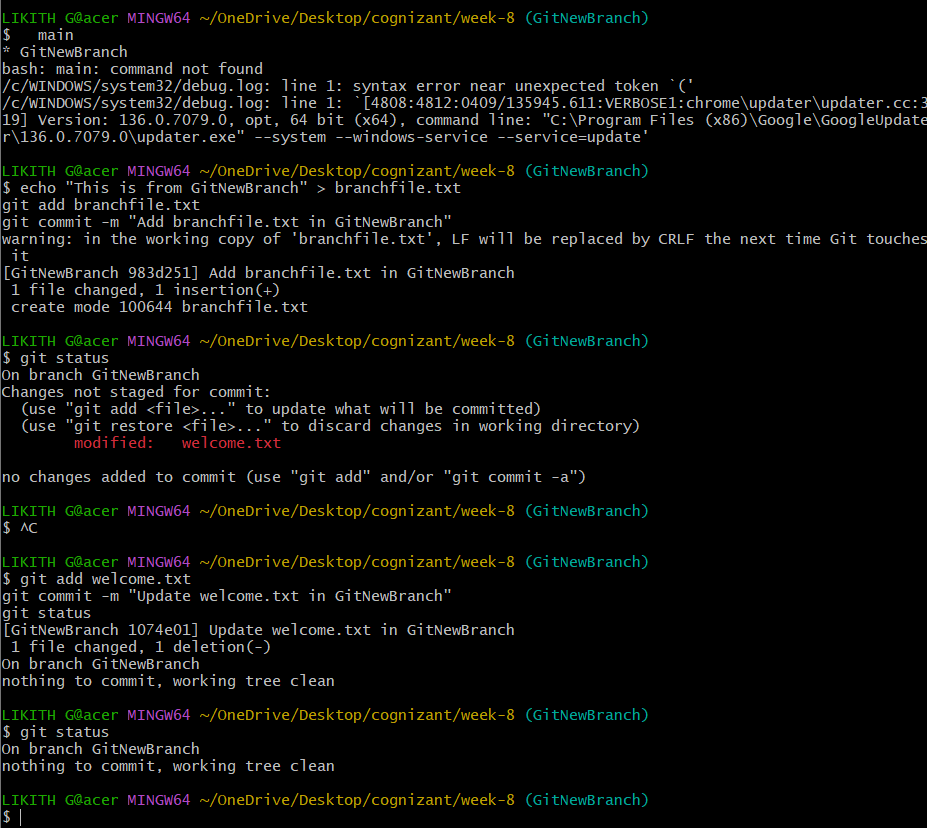 LIKITH G@acer MINGW64 ~/OneDrive/Desktop/cognizant/week-8 (GitNewBranch)
$   main
* GitNewBranch
bash: main: command not found
/c/WINDOWS/system32/debug.log: line 1: syntax error near unexpected token `('
/c/WINDOWS/system32/debug.log: line 1: `[4808:4812:0409/135945.611:VERBOSE1:chrome\updater\updater.cc:3
19] Version: 136.0.7079.0, opt, 64 bit (x64), command line: "C:\Program Files (x86)\Google\GoogleUpdate
r\136.0.7079.0\updater.exe" --system --windows-service --service=update'

LIKITH G@acer MINGW64 ~/OneDrive/Desktop/cognizant/week-8 (GitNewBranch)
$ echo "This is from GitNewBranch" > branchfile.txt
git add branchfile.txt
git commit -m "Add branchfile.txt in GitNewBranch"
warning: in the working copy of 'branchfile.txt', LF will be replaced by CRLF the next time Git touches
 it
[GitNewBranch 983d251] Add branchfile.txt in GitNewBranch
 1 file changed, 1 insertion(+)
 create mode 100644 branchfile.txt

LIKITH G@acer MINGW64 ~/OneDrive/Desktop/cognizant/week-8 (GitNewBranch)
$ git status
On branch GitNewBranch
Changes not staged for commit:
  (use "git add <file>..." to update what will be committed)
  (use "git restore <file>..." to discard changes in working directory)
        modified:   welcome.txt

no changes added to commit (use "git add" and/or "git commit -a")

LIKITH G@acer MINGW64 ~/OneDrive/Desktop/cognizant/week-8 (GitNewBranch)
$ ^C

LIKITH G@acer MINGW64 ~/OneDrive/Desktop/cognizant/week-8 (GitNewBranch)
$ git add welcome.txt
git commit -m "Update welcome.txt in GitNewBranch"
git status
[GitNewBranch 1074e01] Update welcome.txt in GitNewBranch
 1 file changed, 1 deletion(-)
On branch GitNewBranch
nothing to commit, working tree clean

LIKITH G@acer MINGW64 ~/OneDrive/Desktop/cognizant/week-8 (GitNewBranch)
$ git status
On branch GitNewBranch
nothing to commit, working tree clean

LIKITH G@acer MINGW64 ~/OneDrive/Desktop/cognizant/week-8 (GitNewBranch)
$